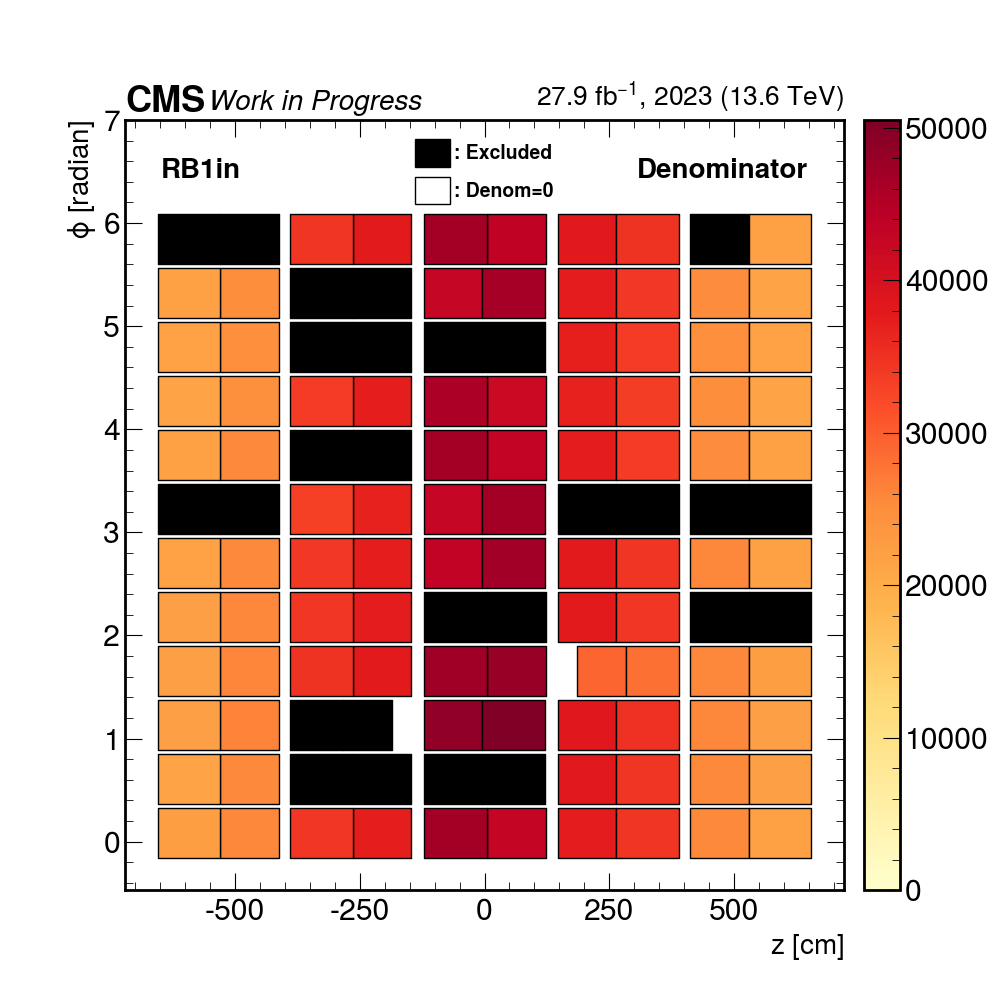 CMS Work in Progress
27.9 fb⁻¹, 2023 (13.6 TeV)
RB1in
: Excluded
: Denom=0
Denominator
ϕ [radian]
7
6
5
4
3
2
1
0
-500
-250
0
250
500
z [cm]
50000
40000
30000
20000
10000
0